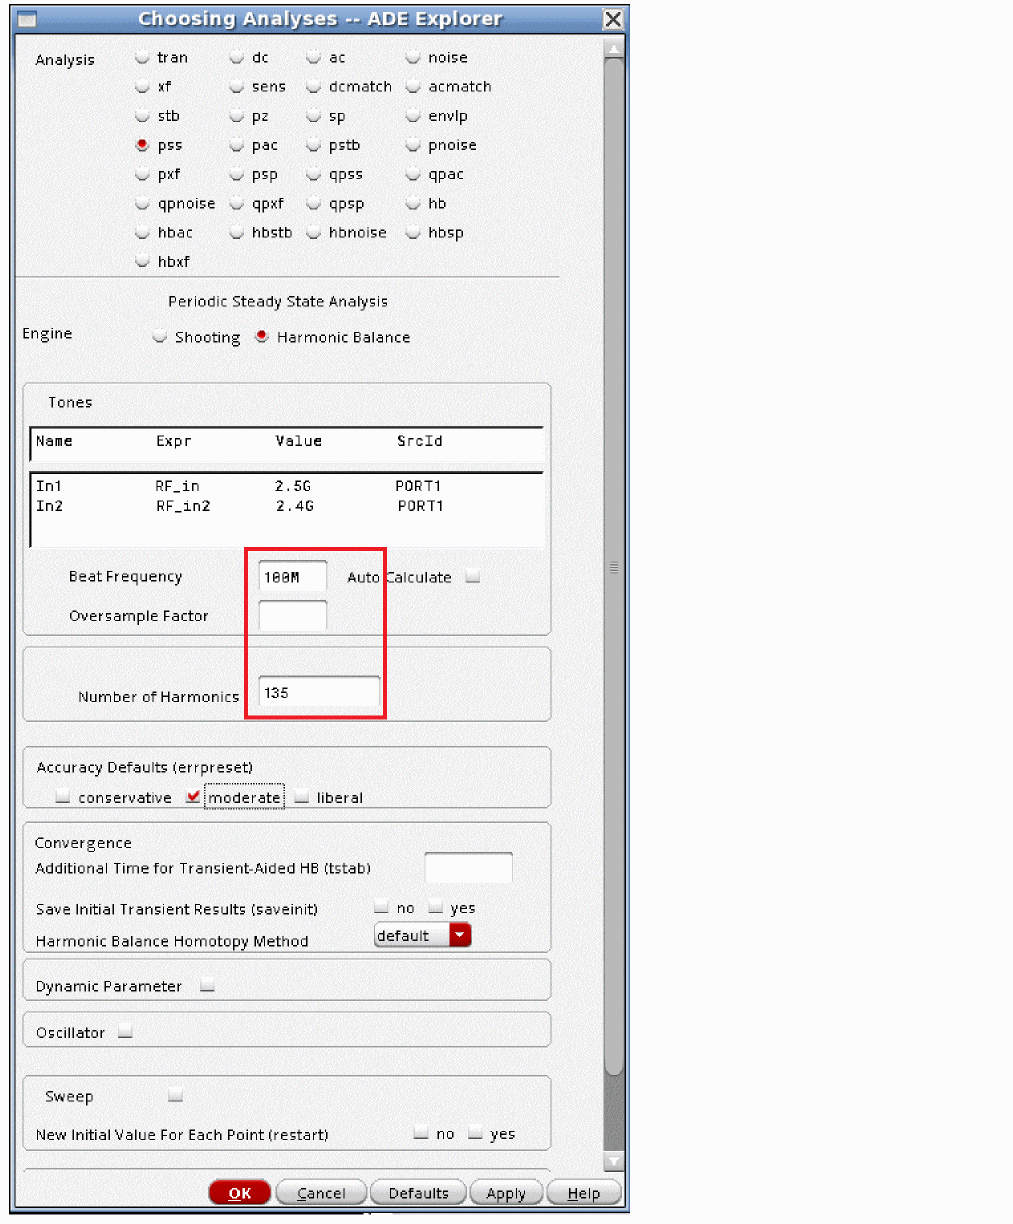 Choosing Analyses -- ADE Explorer
Analysis tran dc ac noise
xf sens dcmatch acmatch
stb pz sp envlp
pss pac pstb pnoise
pxf psp qpss qpac
qpnoise qpxf qpsp hb
hbac hbstb hbnoise hbsp
hbxf
Periodic Steady State Analysis
Engine Shooting Harmonic Balance
Tones
Name Expr Value SrcId
In1 RF_in 2.5G PORT1
In2 RF_in2 2.4G PORT1
Beat Frequency 100M Auto Calculate
Oversample Factor
Number of Harmonics 135
Accuracy Defaults (errpreset)
conservative moderate liberal
Convergence
Additional Time for Transient-Aided HB (tstab)
Save Initial Transient Results (saveinit) no yes
Harmonic Balance Homotopy Method default
Dynamic Parameter
Oscillator
Sweep
New Initial Value For Each Point (restart) no yes
OK Cancel Defaults Apply Help